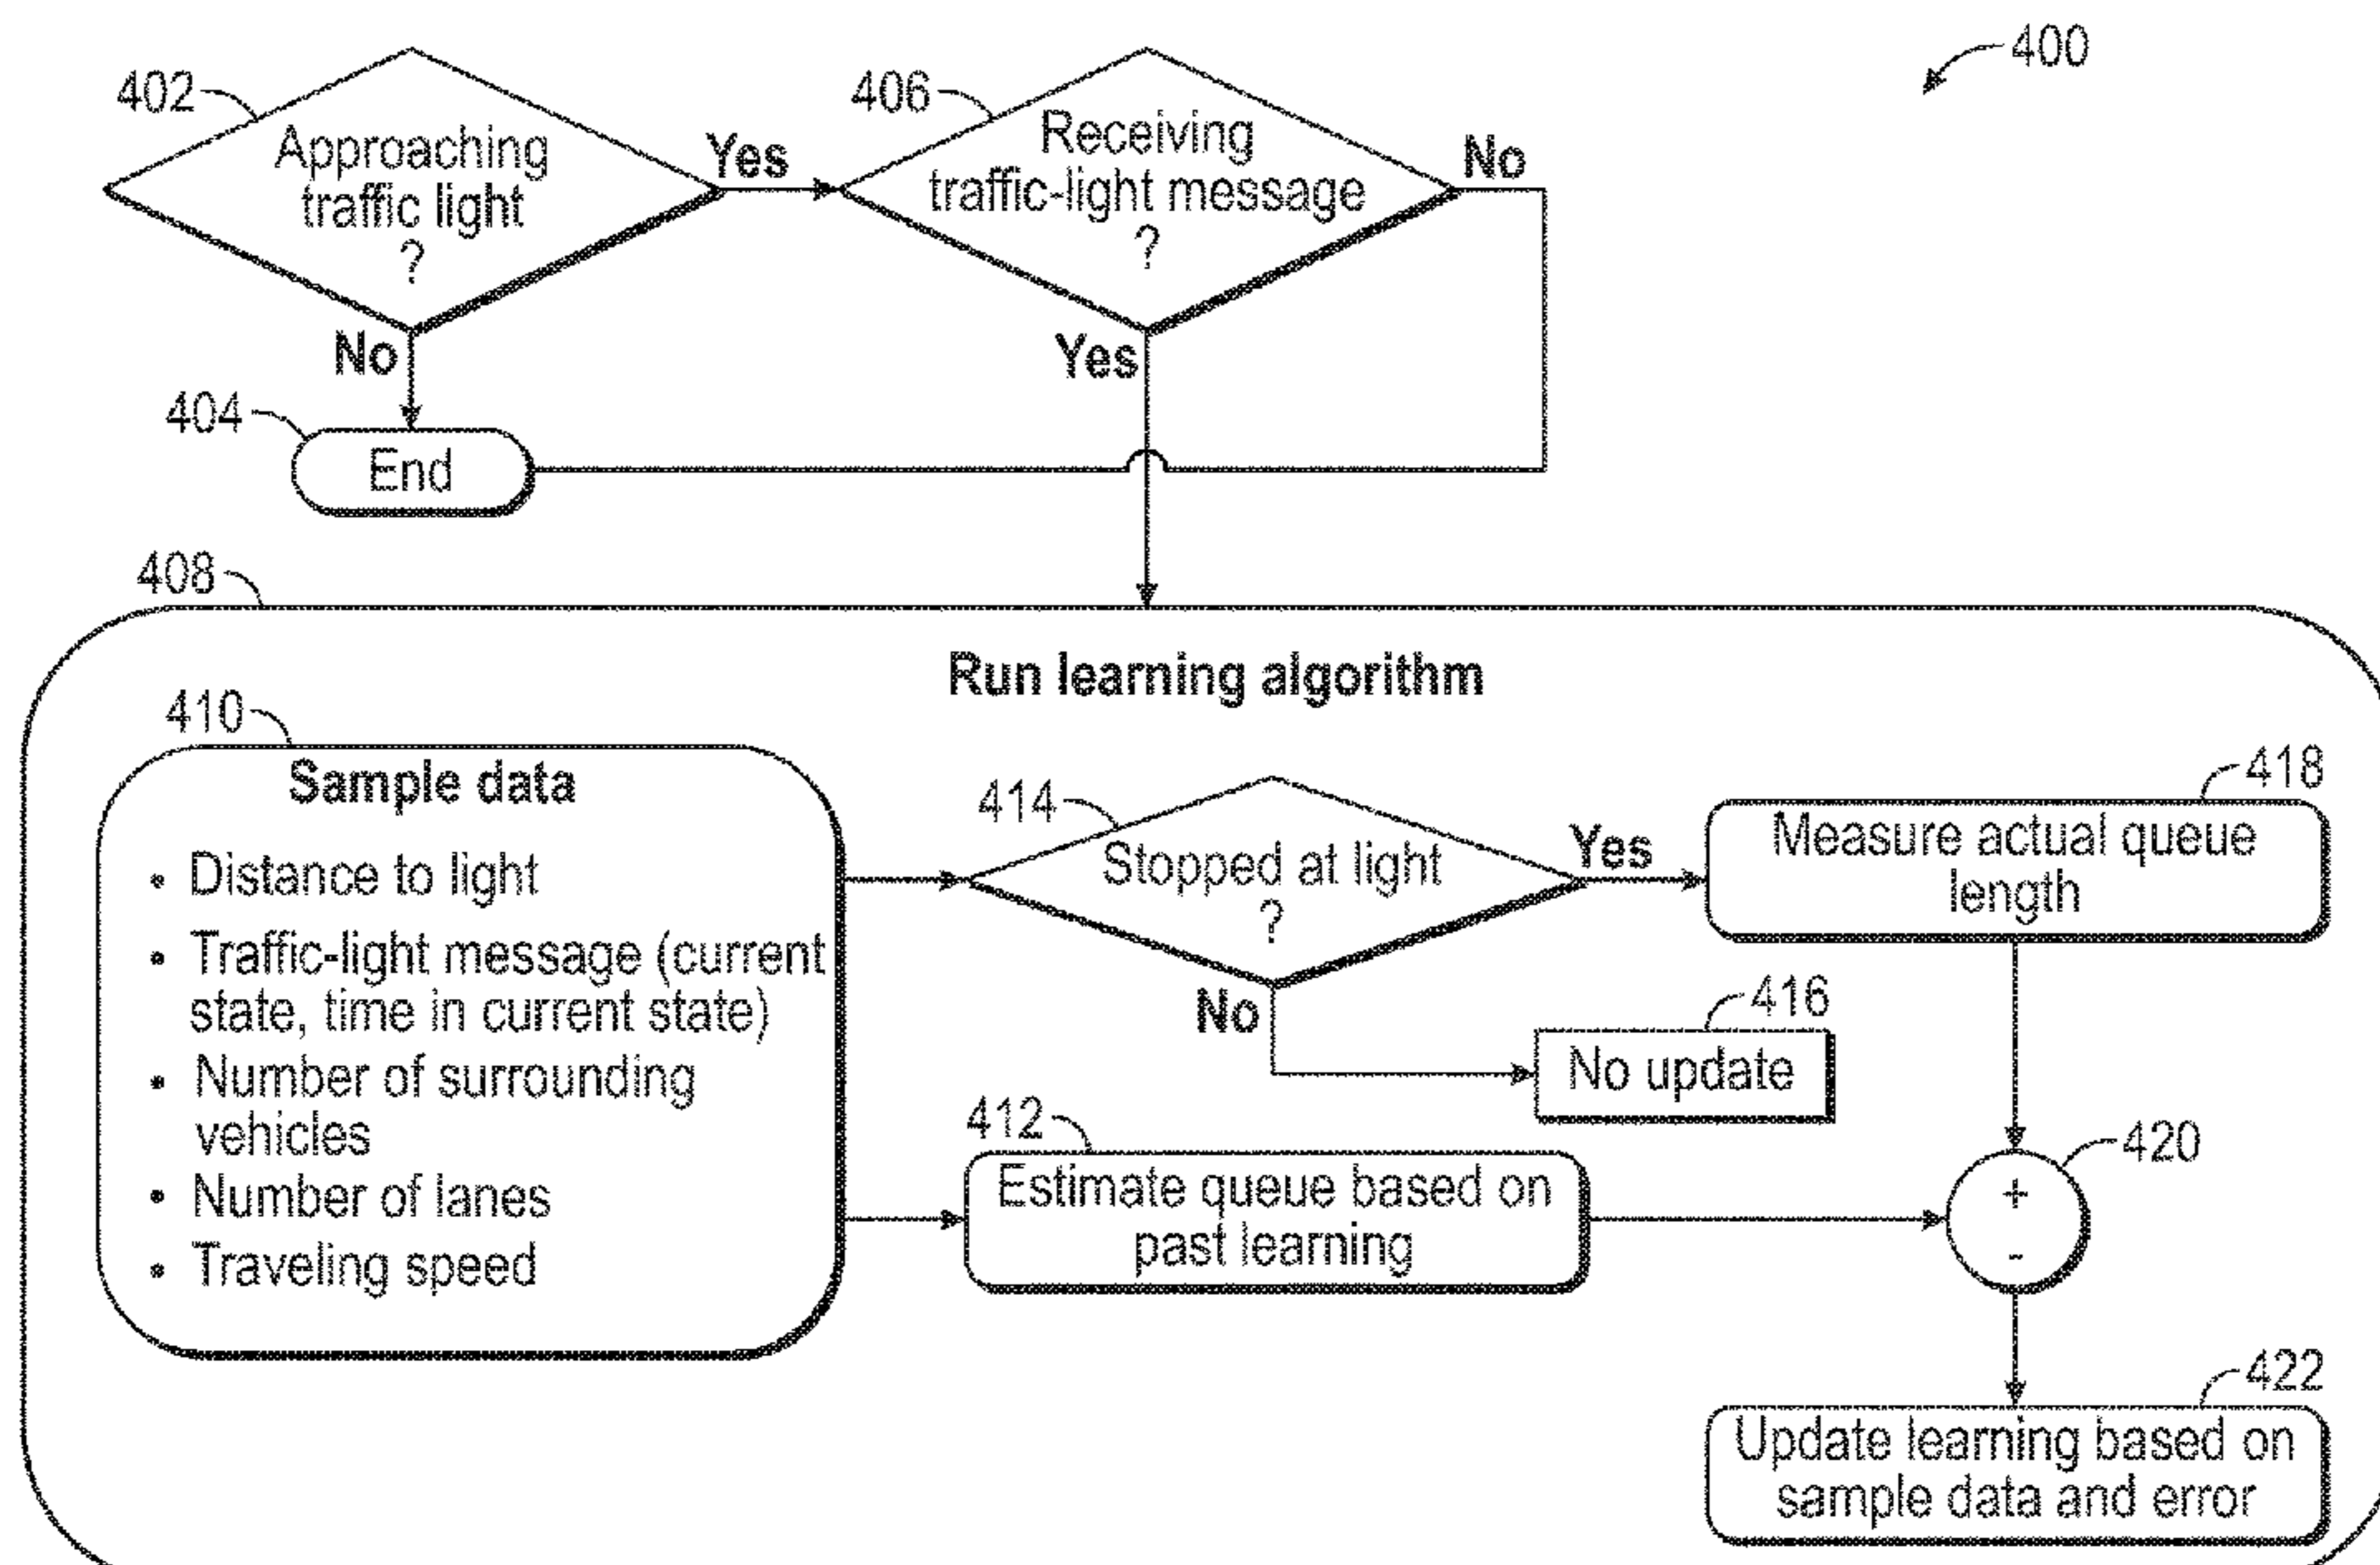 400
402
Approaching
traffic light
?
Yes
No
406
Receiving
traffic-light message
?
No
Yes
404
End
408
Run learning algorithm
410
Sample data
• Distance to light
• Traffic-light message (current
state, time in current state)
• Number of surrounding
vehicles
• Number of lanes
• Traveling speed
414
Stopped at light
?
Yes
No
418
Measure actual queue
length
416
No update
412
Estimate queue based on
past learning
420
+
-
422
Update learning based on
sample data and error